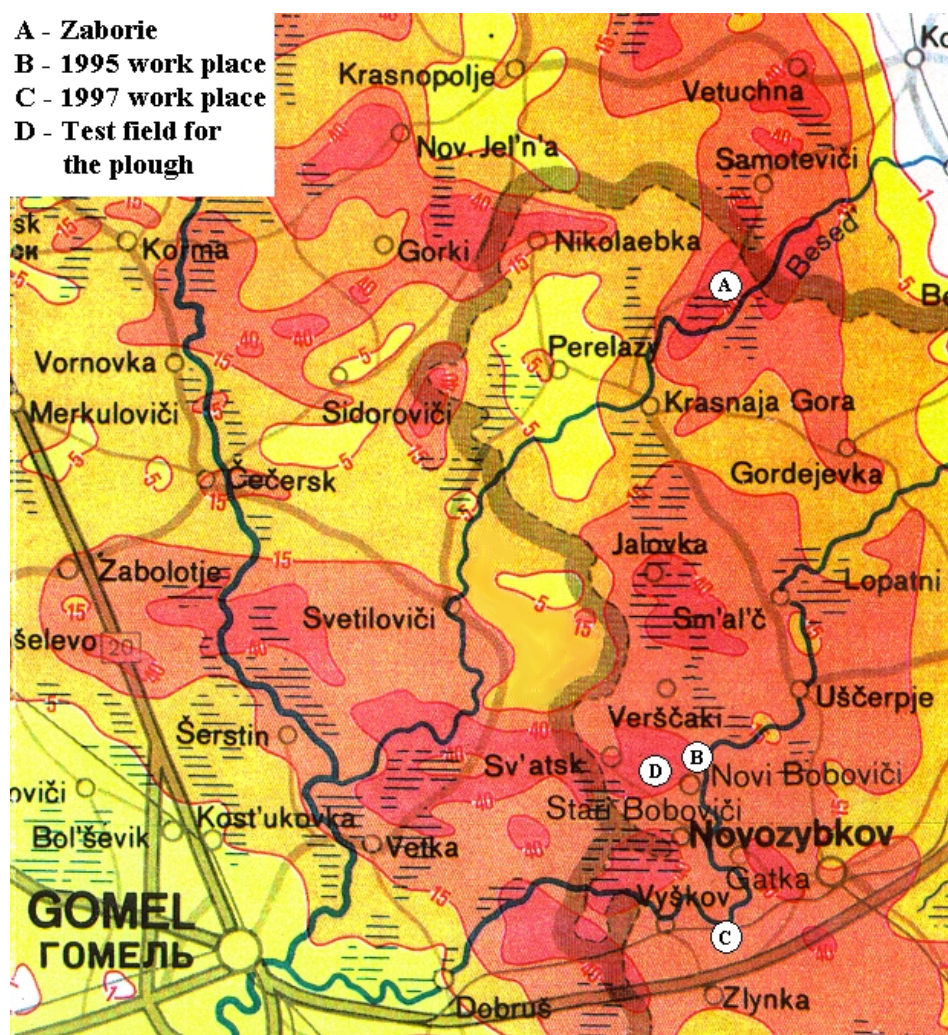 A - Zaborie
B - 1995 work place
C - 1997 work place
D - Test field for
the plough
Krasnopolje
Vetuchna
Nov. Jel'n'a
Samoteviči
Korma
Gorki
Nikolaebka
Besed'
A
Vornovka
Perelazy
Merkuloviči
Sidoroviči
Krasnaja Gora
Čečersk
Gordejevka
Jalovka
Žabolotje
Lopatni
Svetiloviči
Sm'al'č
20
Uščerpje
Verščaki
Šerstin
Sv'atsk
B
D
Novi Boboviči
Stari Boboviči
Bol'ševik
Kost'ukovka
Vetka
Novozybkov
Gatka
Vyškov
GOMEL
ГОМЕЛЬ
C
Dobruš
Zlynka